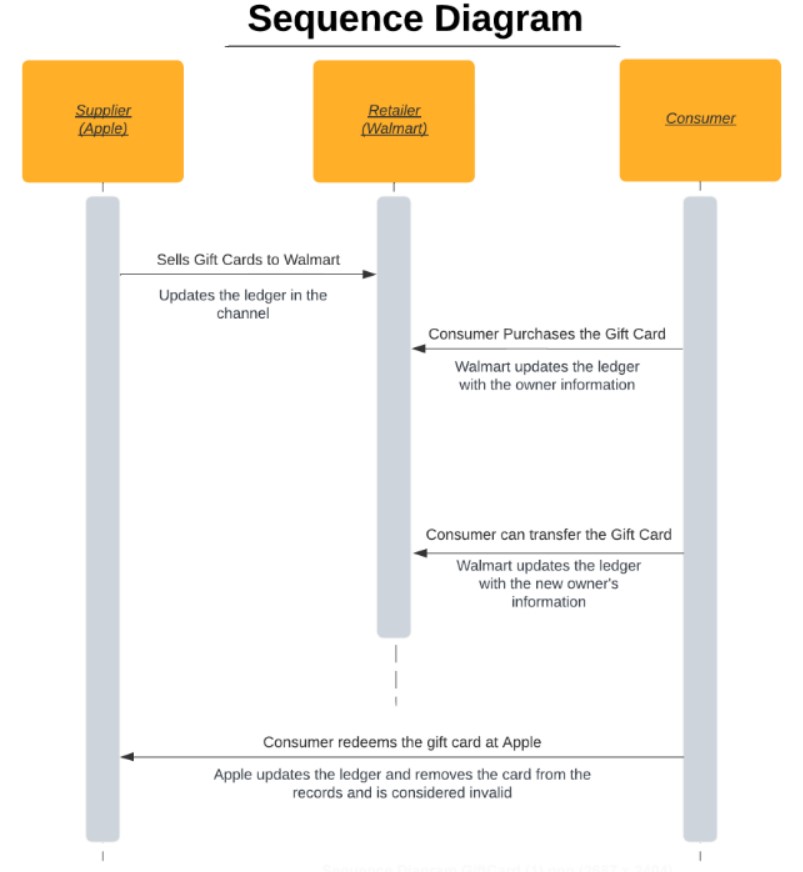 Sequence Diagram
Supplier
(Apple)
Retailer
(Walmart)
Consumer
Sells Gift Cards to Walmart
Updates the ledger in the
channel
Consumer Purchases the Gift Card
Walmart updates the ledger
with the owner information
Consumer can transfer the Gift Card
Walmart updates the ledger
with the new owner's
information
Consumer redeems the gift card at Apple
Apple updates the ledger and removes the card from the
records and is considered invalid